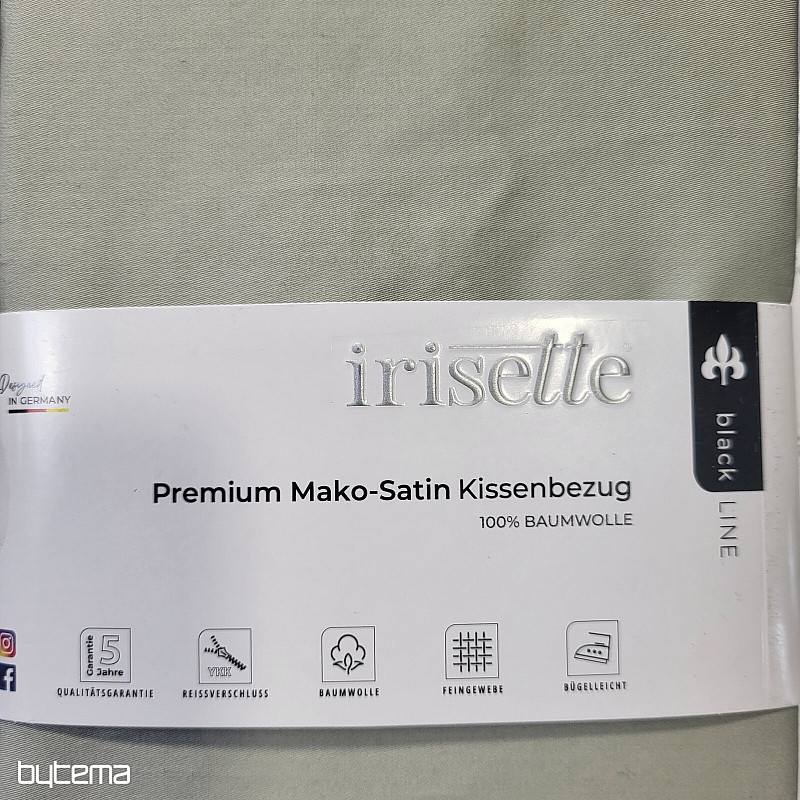 irisette
Designed
IN GERMANY
black LINE
Premium Mako-Satin Kissenbezug
100% BAUMWOLLE
Garantie
5
Jahre
QUALITÄTSGARANTIE
YKK
REISSVERSCHLUSS
BAUMWOLLE
FEINGEWEBE
BÜGELLEICHT
bytema